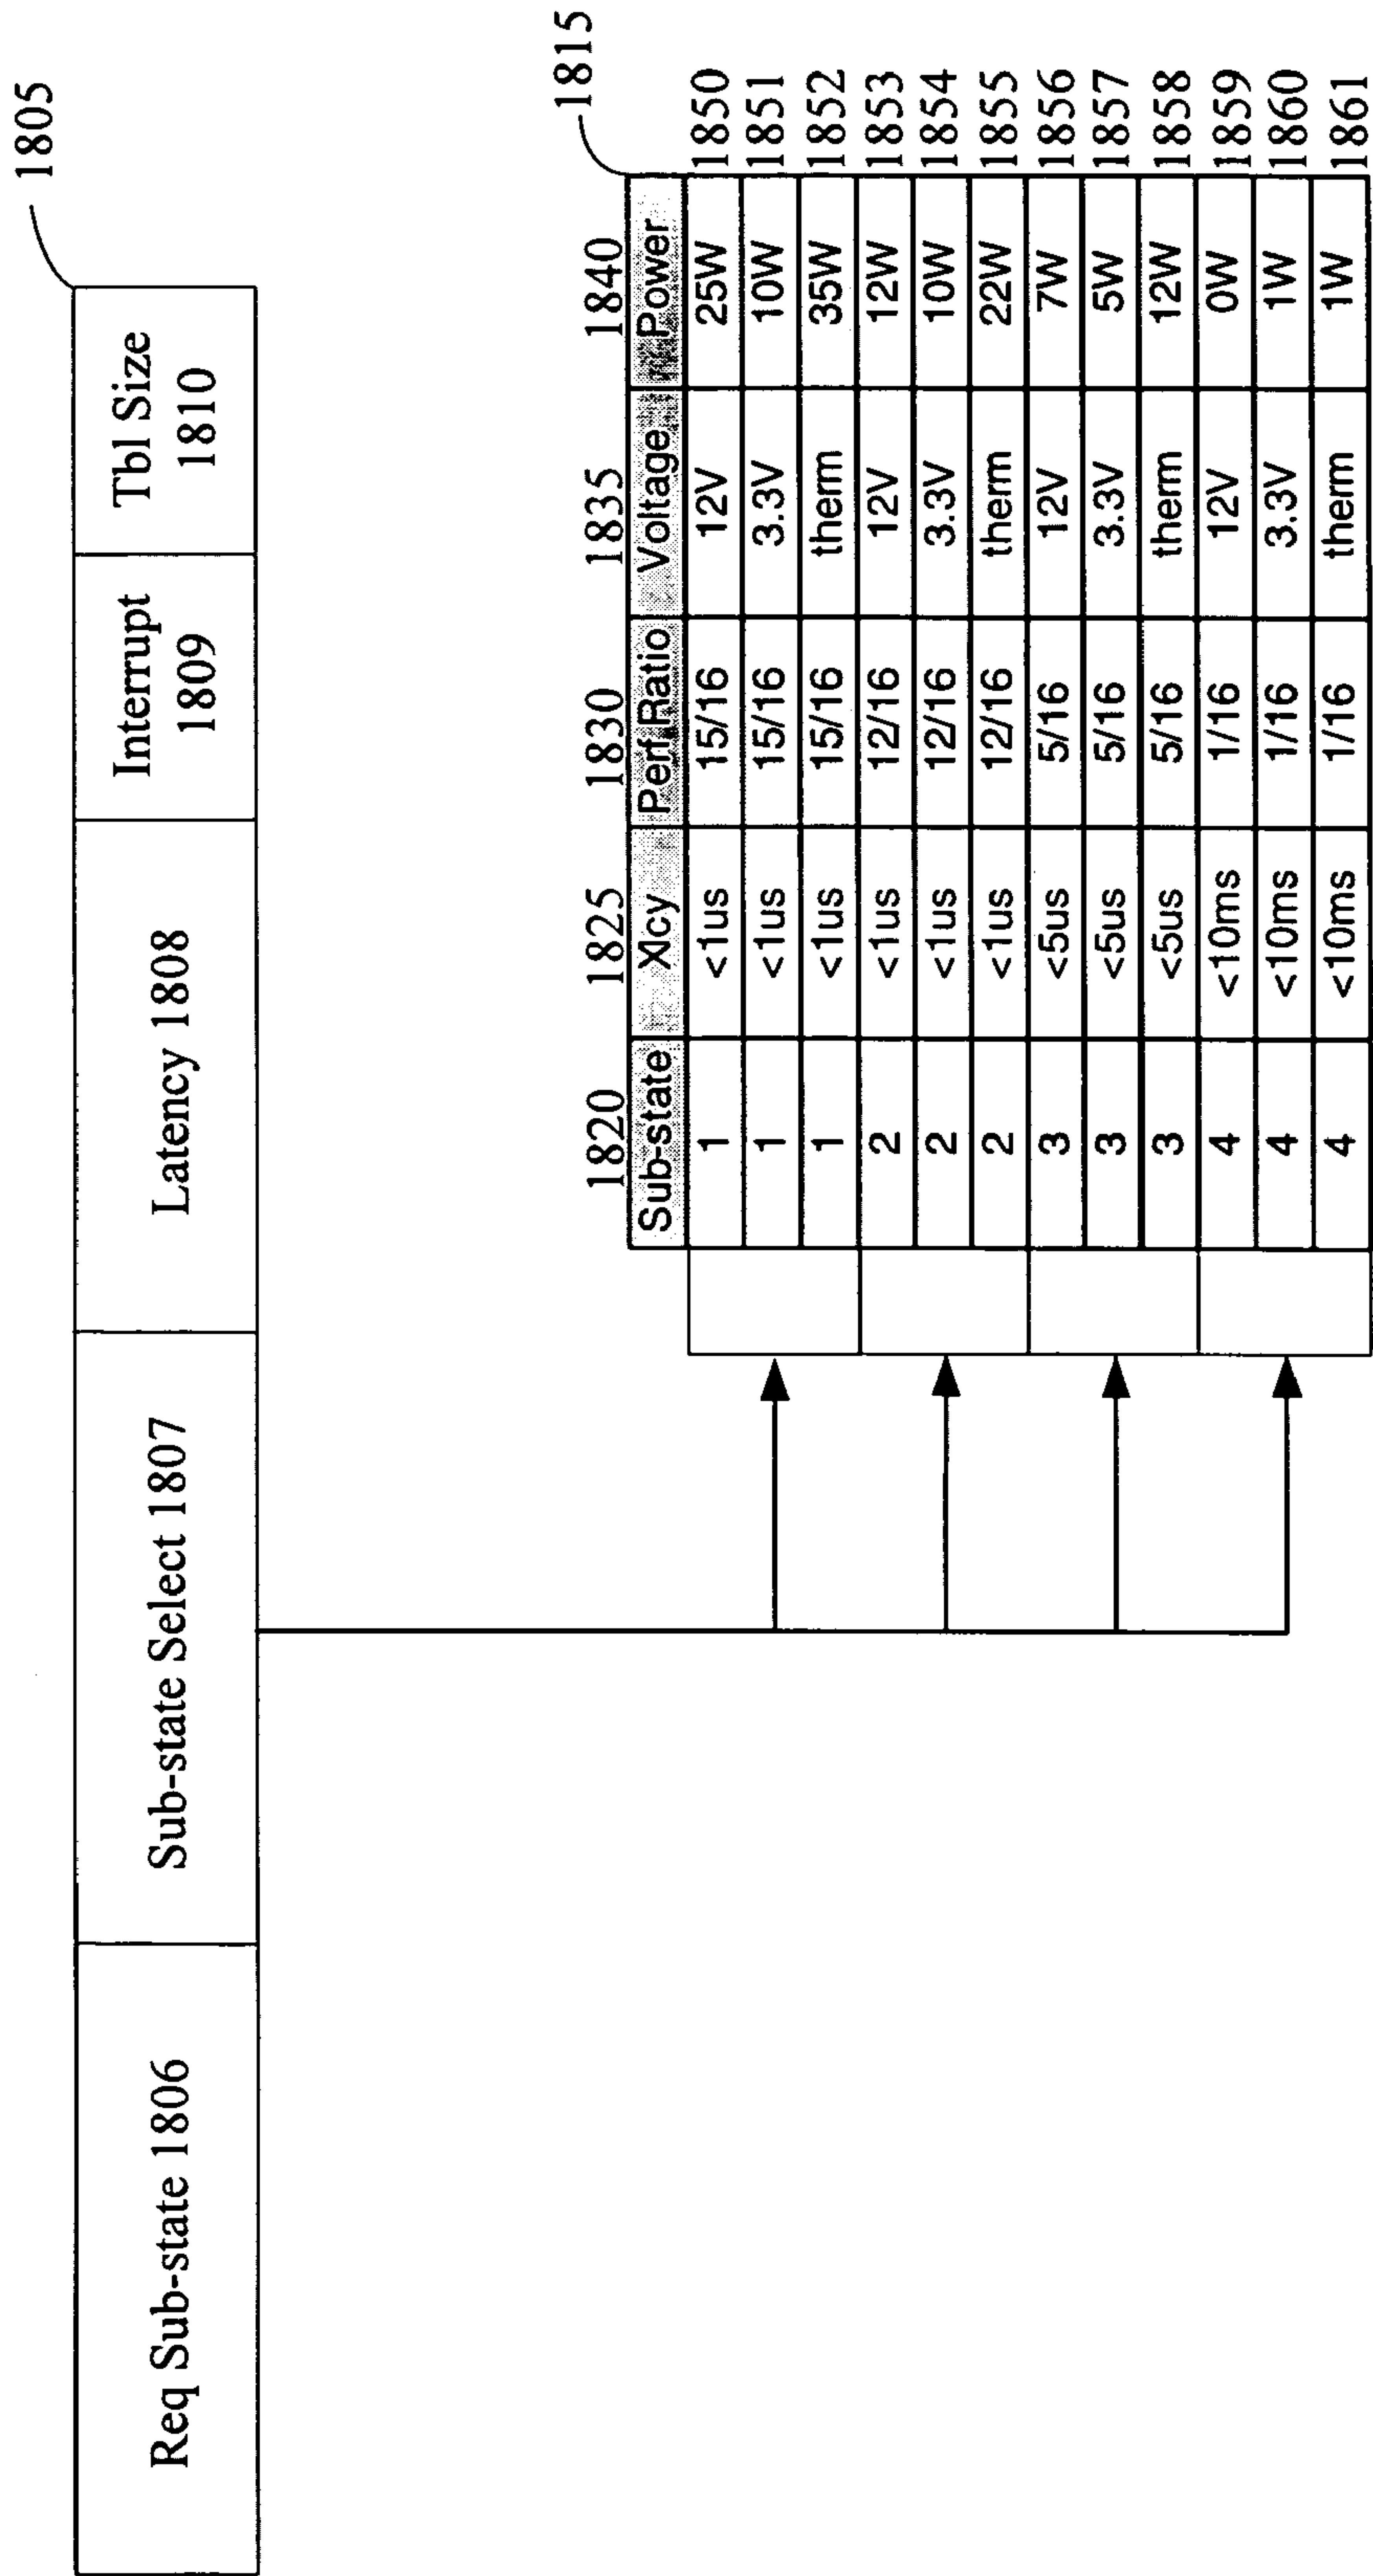 1805
Req Sub-state 1806
Sub-state Select 1807
Latency 1808
Interrupt 1809
Tbl Size 1810
1815
1820 1825 1830 1835 1840
Sub-state Xlcy Perf Ratio Voltage Power
1 <1us 15/16 12V 25W 1850
1 <1us 15/16 3.3V 10W 1851
1 <1us 15/16 therm 35W 1852
2 <1us 12/16 12V 12W 1853
2 <1us 12/16 3.3V 10W 1854
2 <1us 12/16 therm 22W 1855
3 <5us 5/16 12V 7W 1856
3 <5us 5/16 3.3V 5W 1857
3 <5us 5/16 therm 12W 1858
4 <10ms 1/16 12V 0W 1859
4 <10ms 1/16 3.3V 1W 1860
4 <10ms 1/16 therm 1W 1861